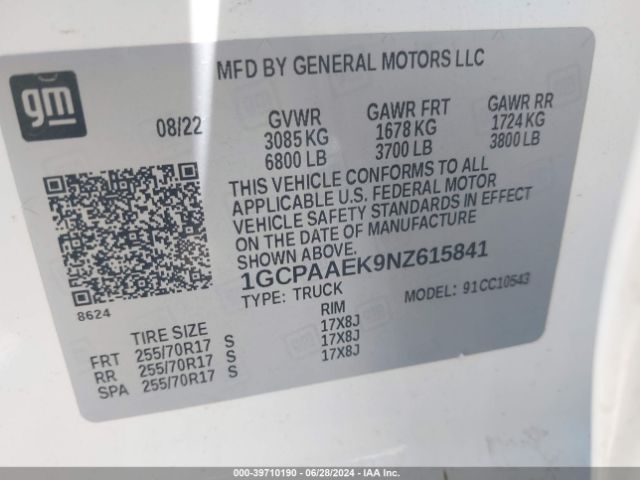 gm
MFD BY GENERAL MOTORS LLC
08/22
GVWR GAWR FRT GAWR RR
3085 KG 1678 KG 1724 KG
6800 LB 3700 LB 3800 LB
THIS VEHICLE CONFORMS TO ALL
APPLICABLE U.S. FEDERAL MOTOR
VEHICLE SAFETY STANDARDS IN EFFECT
ON THE DATE OF MANUFACTURE
SHOWN ABOVE.
1GCPAAEK9NZ615841
TYPE: TRUCK MODEL: 91CC10543
8624
TIRE SIZE RIM
FRT 255/70R17 S 17X8J
RR 255/70R17 S 17X8J
SPA 255/70R17 S 17X8J
000-39710190 - 06/28/2024 - IAA Inc.